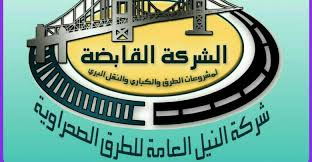 الشركة القابضة
لمشروعات الطرق والكباري والنقل البري
شركة النيل العامة للطرق الصحراوية